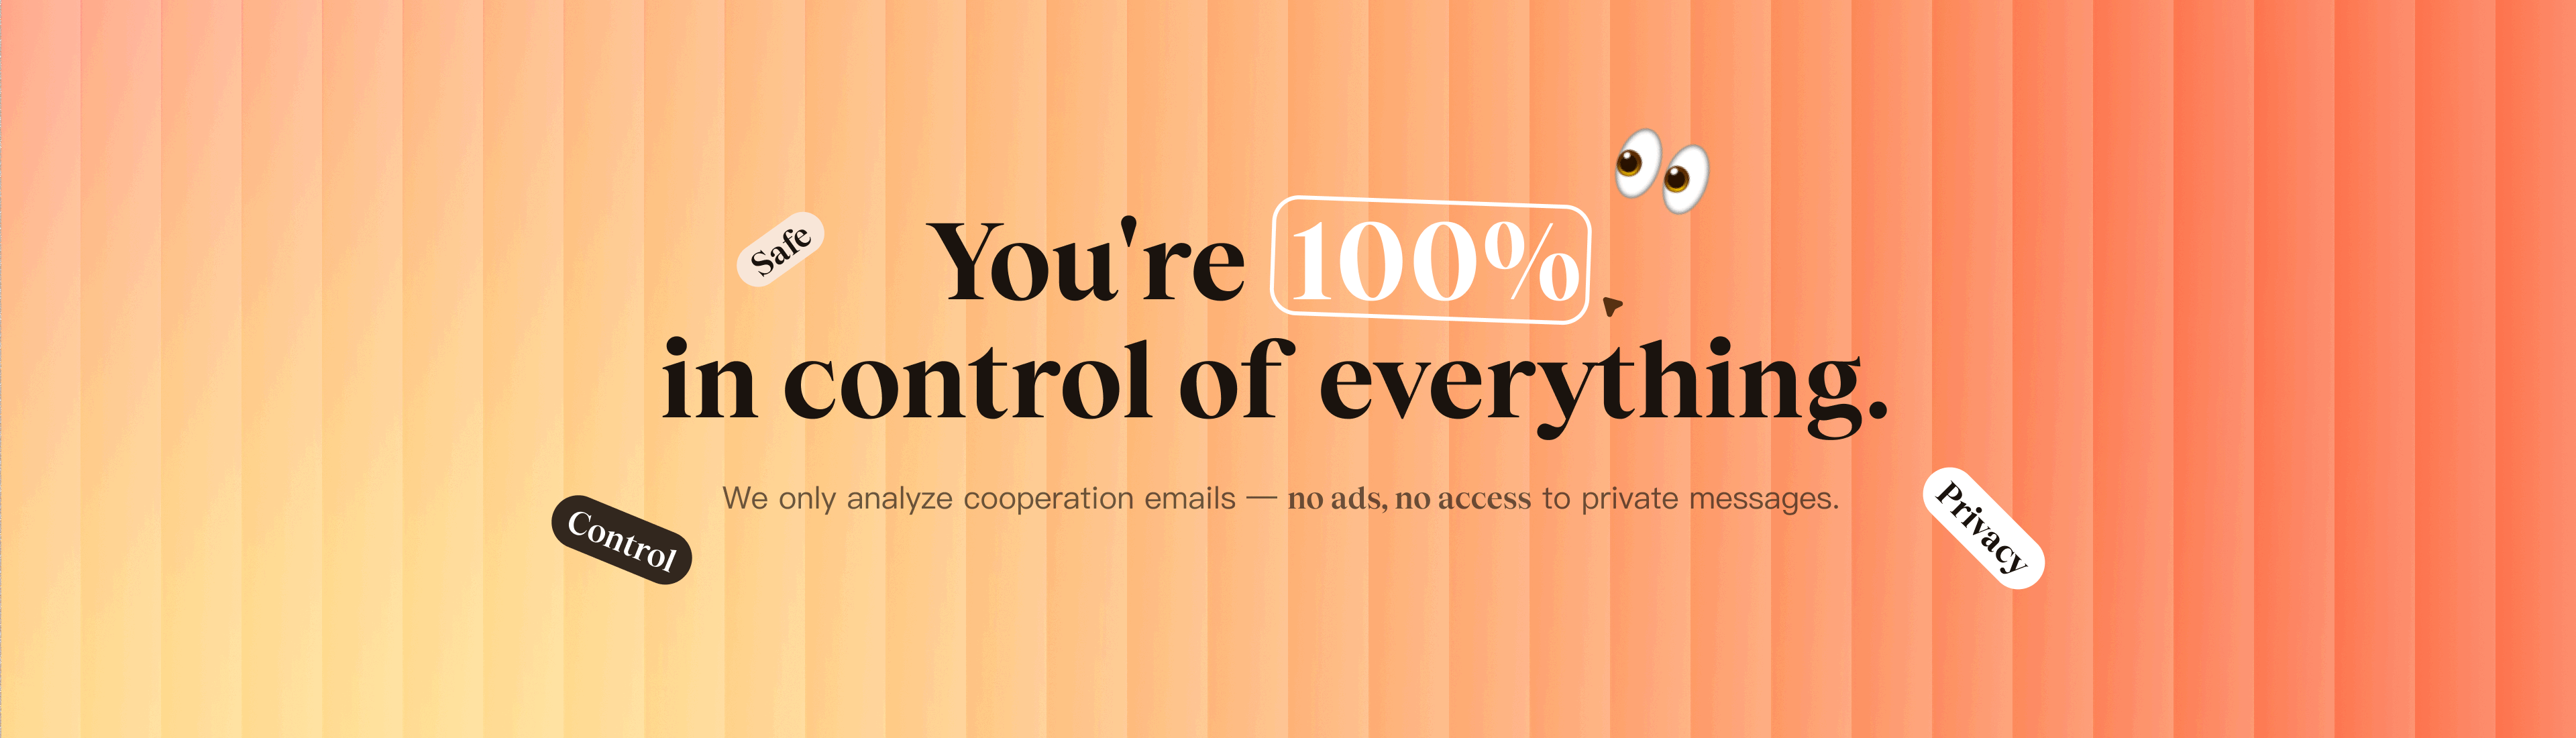 Safe
You're 100%
in control of everything.
We only analyze cooperation emails — no ads, no access to private messages.
Control
Privacy